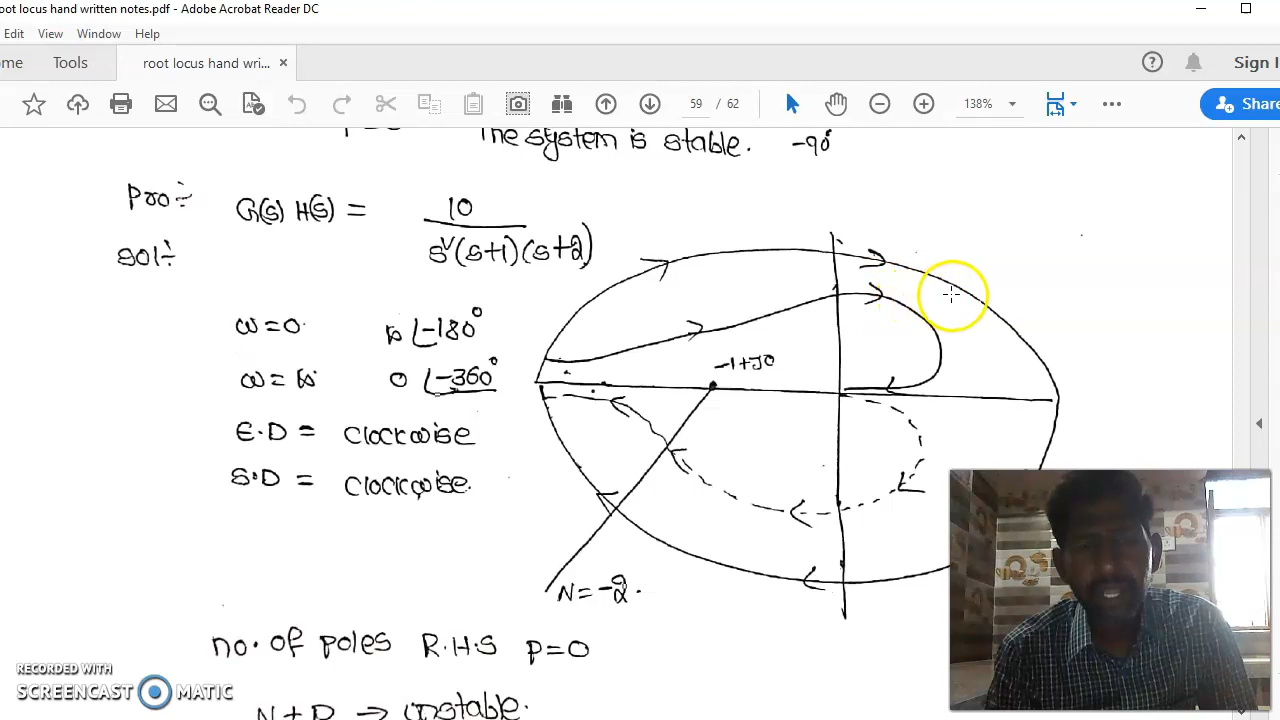 oot locus hand written notes.pdf - Adobe Acrobat Reader DC
Edit View Window Help
ome Tools root locus hand wri... × Sign I
59 / 62 138% Share
The system is stable. -90°
Pro÷ G(s) H(s) = 10
sol÷ s²(s+1)(s+2)
ω=0 ∞ ∠-180°
-1+j0
ω=∞ 0 ∠-360°
E.D = clockwise
S.D = clockwise.
N=-2.
no. of poles R.H.S P=0
RECORDED WITH
SCREENCAST MATIC
N≠P → unstable.